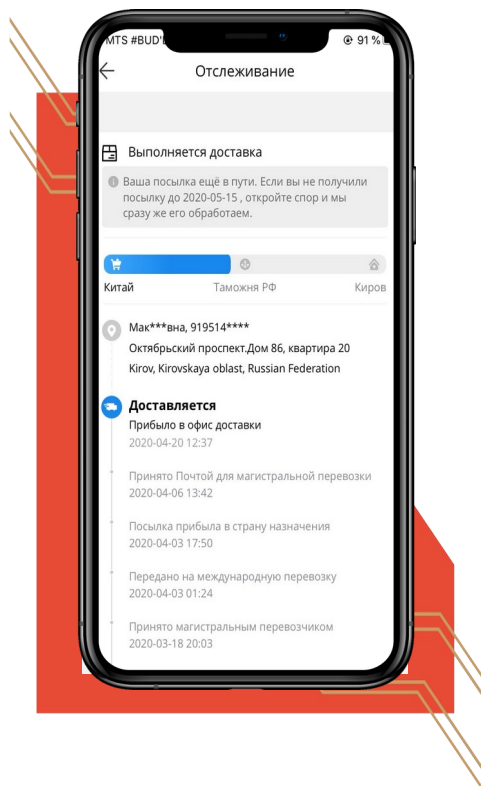 MTS #BUD'
91 %
Отслеживание
Выполняется доставка
Ваша посылка ещё в пути. Если вы не получили
посылку до 2020-05-15 , откройте спор и мы
сразу же его обработаем.
Китай
Таможня РФ
Киров
Мак***вна, 919514****
Октябрьский проспект.Дом 86, квартира 20
Kirov, Kirovskaya oblast, Russian Federation
Доставляется
Прибыло в офис доставки
2020-04-20 12:37
Принято Почтой для магистральной перевозки
2020-04-06 13:42
Посылка прибыла в страну назначения
2020-04-03 17:50
Передано на международную перевозку
2020-04-03 01:24
Принято магистральным перевозчиком
2020-03-18 20:03